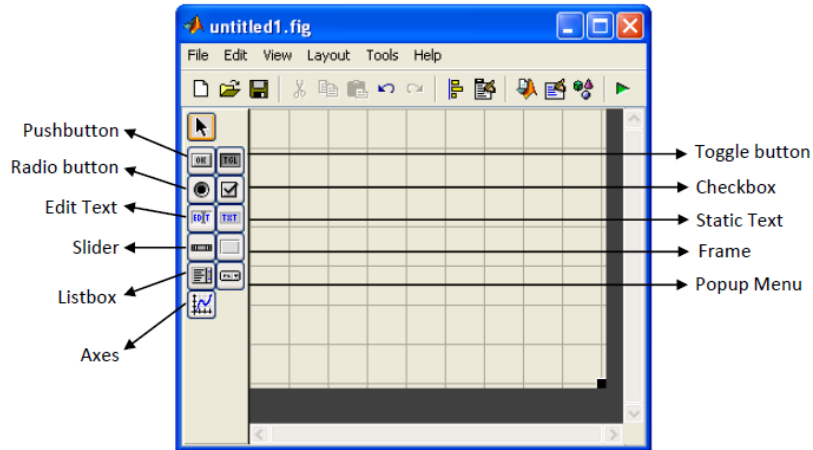 untitled1.fig
File Edit View Layout Tools Help
Pushbutton
OK
TGL
Toggle button
Radio button
Checkbox
Edit Text
EDIT
TXT
Static Text
Slider
Frame
Listbox
Popup Menu
Axes